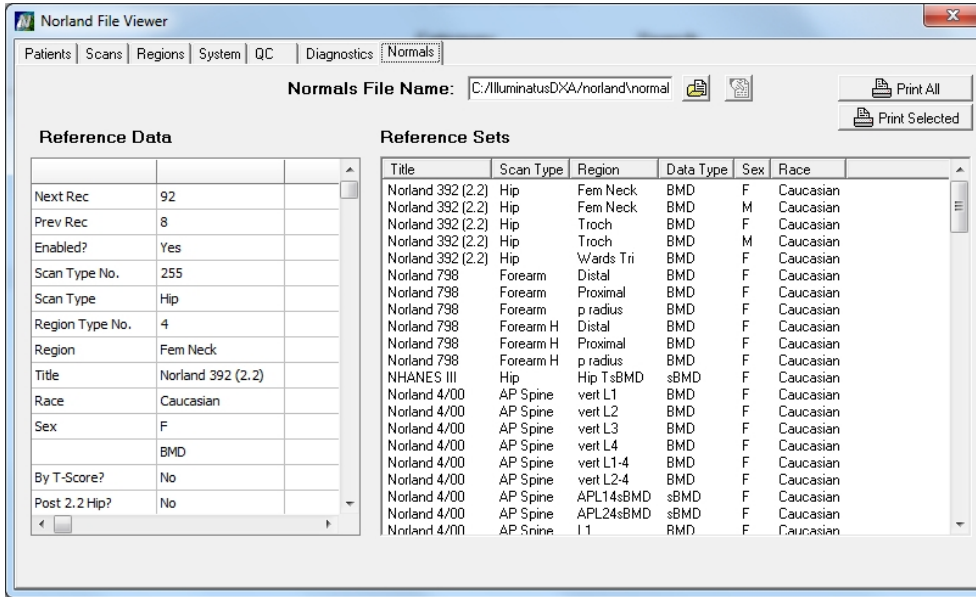 Norland File Viewer
Patients Scans Regions System QC Diagnostics Normals
Normals File Name: C:/IlluminatusDXA/norland\normal
Print All
Print Selected
Reference Data
Next Rec 92
Prev Rec 8
Enabled? Yes
Scan Type No. 255
Scan Type Hip
Region Type No. 4
Region Fem Neck
Title Norland 392 (2.2)
Race Caucasian
Sex F
BMD
By T-Score? No
Post 2.2 Hip? No
Reference Sets
Title Scan Type Region Data Type Sex Race
Norland 392 (2.2) Hip Fem Neck BMD F Caucasian
Norland 392 (2.2) Hip Fem Neck BMD M Caucasian
Norland 392 (2.2) Hip Troch BMD F Caucasian
Norland 392 (2.2) Hip Troch BMD M Caucasian
Norland 392 (2.2) Hip Wards Tri BMD F Caucasian
Norland 798 Forearm Distal BMD F Caucasian
Norland 798 Forearm Proximal BMD F Caucasian
Norland 798 Forearm p radius BMD F Caucasian
Norland 798 Forearm H Distal BMD F Caucasian
Norland 798 Forearm H Proximal BMD F Caucasian
Norland 798 Forearm H p radius BMD F Caucasian
NHANES III Hip Hip TsBMD sBMD F Caucasian
Norland 4/00 AP Spine vert L1 BMD F Caucasian
Norland 4/00 AP Spine vert L2 BMD F Caucasian
Norland 4/00 AP Spine vert L3 BMD F Caucasian
Norland 4/00 AP Spine vert L4 BMD F Caucasian
Norland 4/00 AP Spine vert L1-4 BMD F Caucasian
Norland 4/00 AP Spine vert L2-4 BMD F Caucasian
Norland 4/00 AP Spine APL14sBMD sBMD F Caucasian
Norland 4/00 AP Spine APL24sBMD sBMD F Caucasian
Norland 4/00 AP Spine L1 BMD F Caucasian